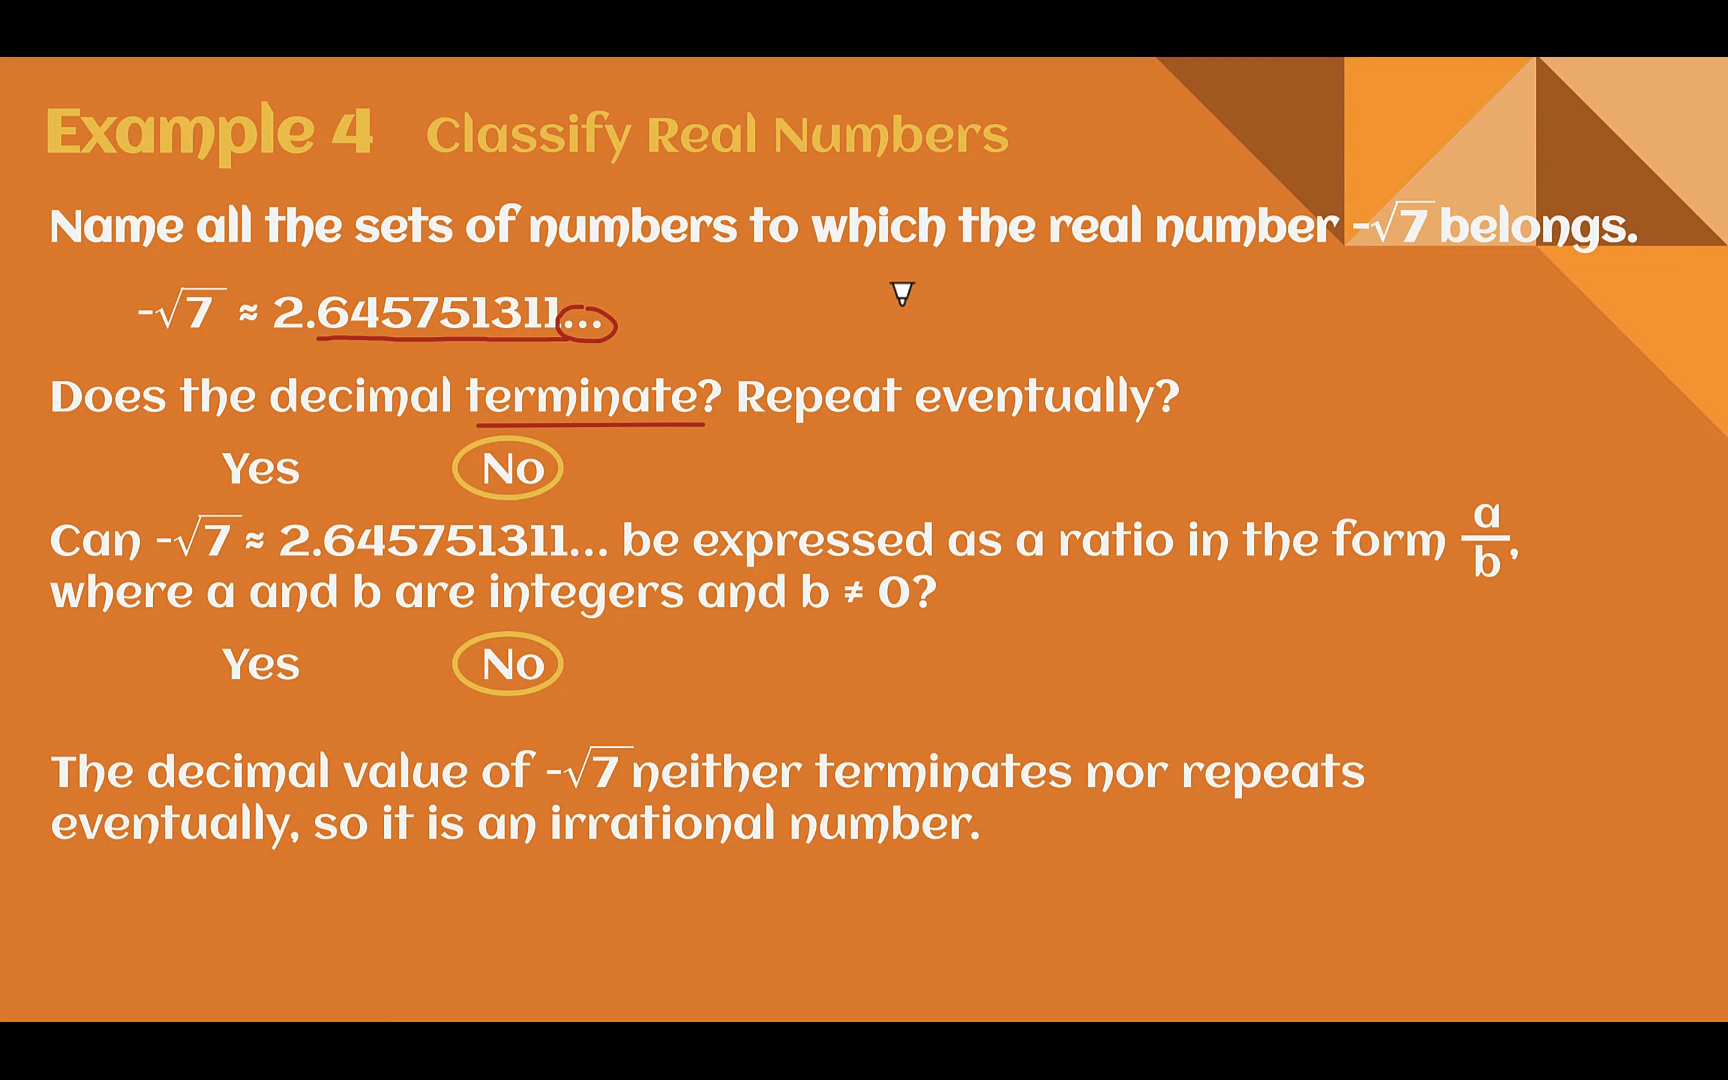 Example 4 Classify Real Numbers
Name all the sets of numbers to which the real number -√7 belongs.
-√7 ≈ 2.645751311...
Does the decimal terminate? Repeat eventually?
Yes No
Can -√7 ≈ 2.645751311... be expressed as a ratio in the form a/b,
where a and b are integers and b ≠ 0?
Yes No
The decimal value of -√7 neither terminates nor repeats
eventually, so it is an irrational number.